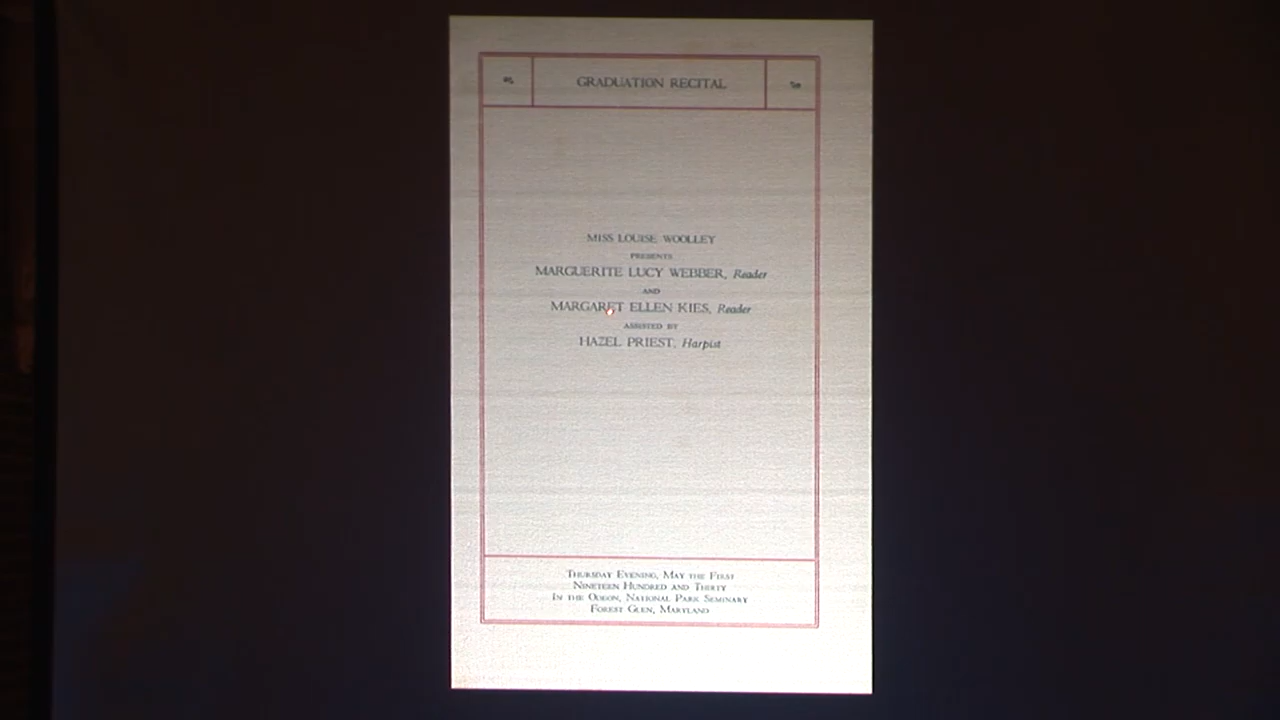 GRADUATION RECITAL
MISS LOUISE WOOLLEY
PRESENTS
MARGUERITE LUCY WEBBER, Reader
AND
MARGARET ELLEN KIES, Reader
ASSISTED BY
HAZEL PRIEST, Harpist
THURSDAY EVENING, MAY THE FIRST
NINETEEN HUNDRED AND THIRTY
IN THE ODEON, NATIONAL PARK SEMINARY
FOREST GLEN, MARYLAND